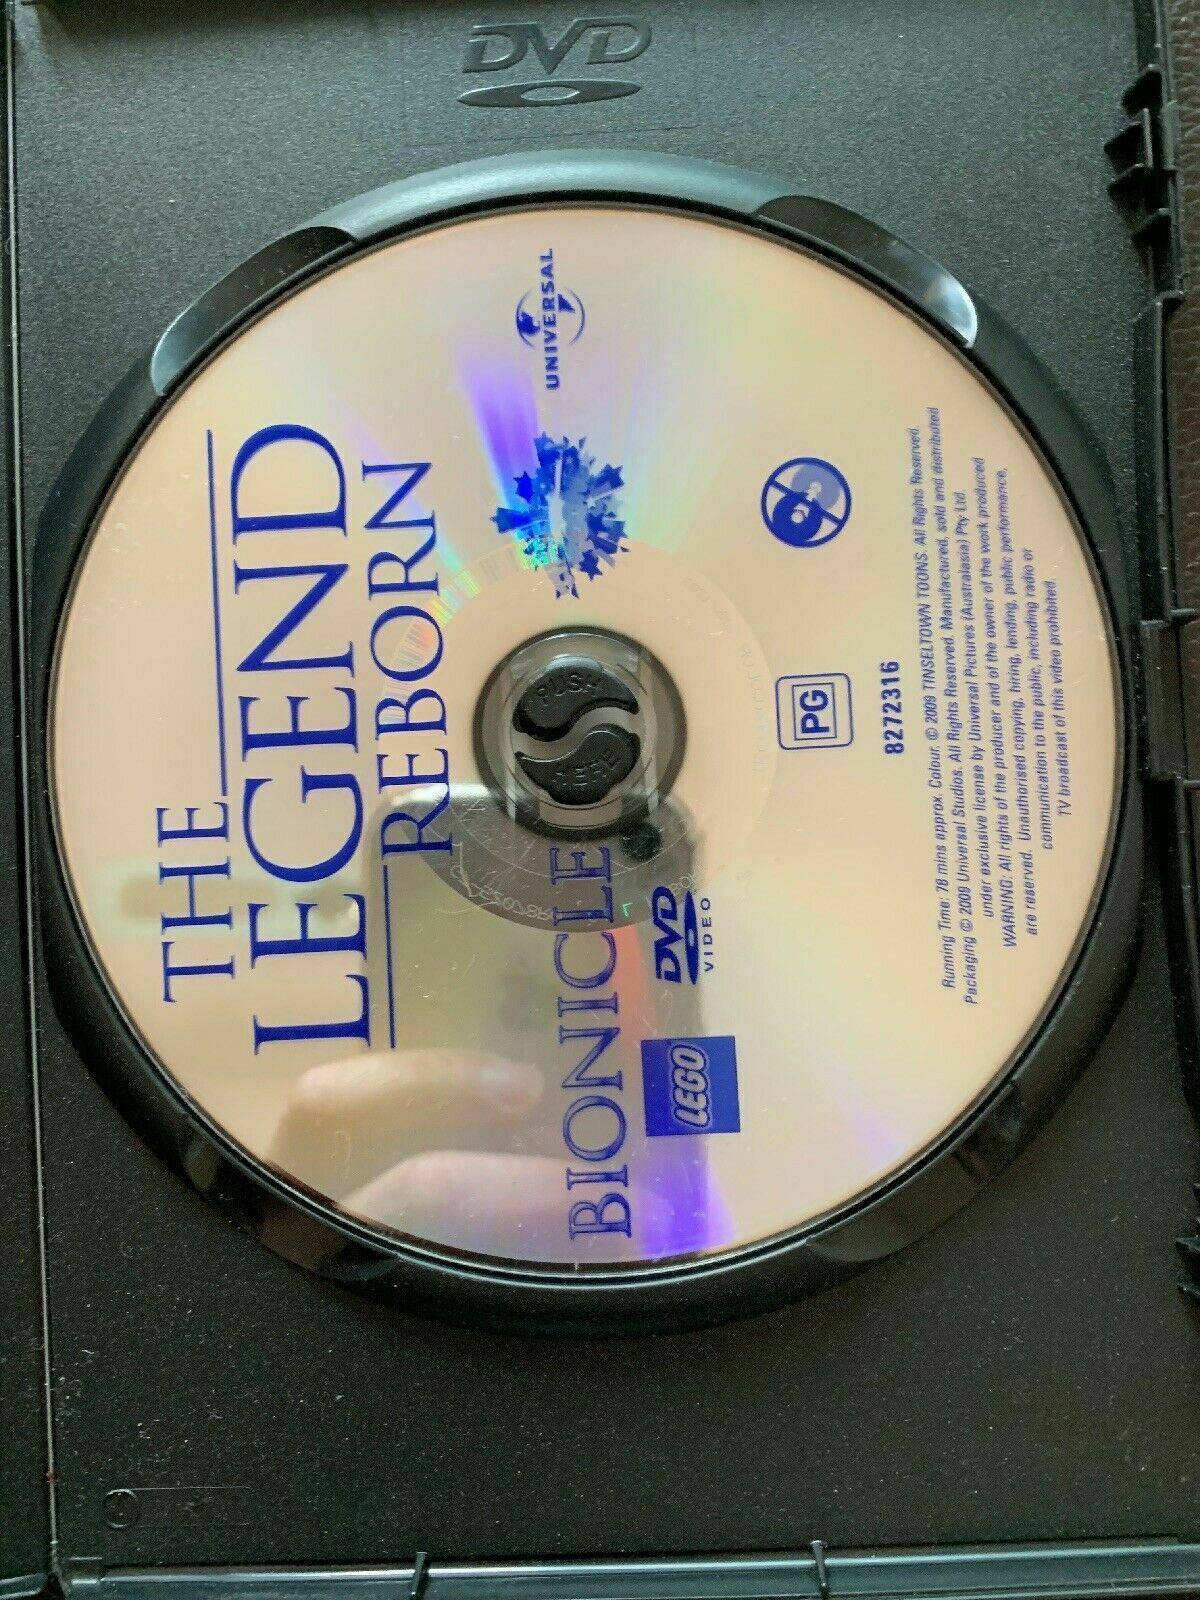 DVD
UNIVERSAL
THE
LEGEND
REBORN
BIONICLE
PUSH
HERE
DVD
VIDEO
LEGO
PG
8272316
Running Time: 78 mins approx. Colour. © 2009 TINSELTOWN TOONS. All Rights Reserved.
Packaging © 2009 Universal Studios. All Rights Reserved. Manufactured, sold and distributed
under exclusive license by Universal Pictures (Australasia) Pty Ltd.
WARNING: All rights of the producer and of the owner of the work produced
are reserved. Unauthorised copying, hiring, lending, public performance,
communication to the public, including radio or
TV broadcast of this video prohibited.